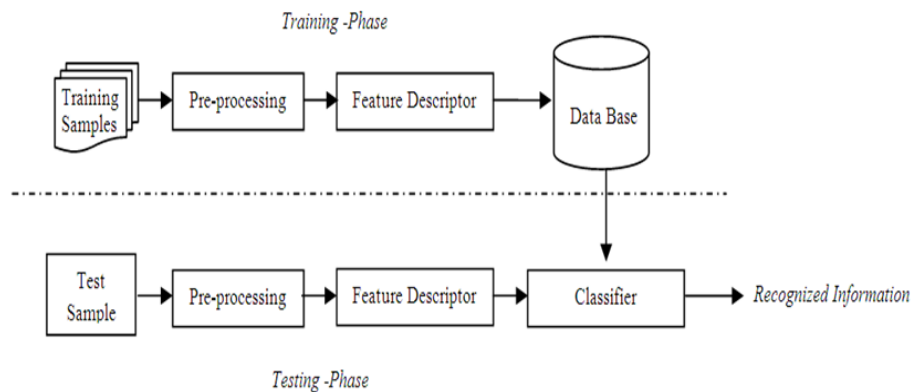 Training -Phase
Training
Samples
Pre-processing
Feature Descriptor
Data Base
Test
Sample
Pre-processing
Feature Descriptor
Classifier
Recognized Information
Testing -Phase